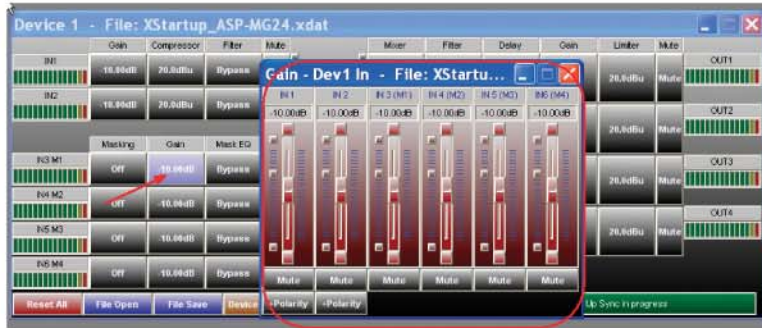 Device 1 - File: XStartup_ASP-MG24.xdat
Gain Compressor Filter Mute Mixer Filter Delay Gain Limiter Mute
IN1 -10.00dB 20.0dBu Bypass 20.0dBu Mute OUT1
IN2 -10.00dB 20.0dBu Bypass 20.0dBu Mute OUT2
Masking Gain Mask EQ
IN3 M1 Off -10.00dB Bypass 20.0dBu Mute OUT3
IN4 M2 Off -10.00dB Bypass 20.0dBu Mute OUT4
IN5 M3 Off -10.00dB Bypass
IN6 M4 Off -10.00dB Bypass
Reset All File Open File Save Device Up Sync in progress
Gain - Dev1 In - File: XStartu...
IN 1 IN 2 IN 3 (M1) IN 4 (M2) IN 5 (M3) IN6 (M4)
-10.00dB -10.00dB -10.00dB -10.00dB -10.00dB -10.00dB
Mute Mute Mute Mute Mute Mute
+Polarity +Polarity